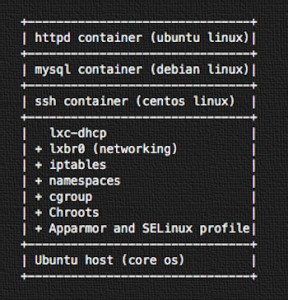 +------------------------------+
| httpd container (ubuntu linux)|
+------------------------------+
| mysql container (debian linux)|
+------------------------------+
| ssh container (centos linux)  |
+------------------------------+
|   lxc-dhcp                    |
| + lxbr0 (networking)          |
| + iptables                    |
| + namespaces                  |
| + cgroup                      |
| + Chroots                     |
| + Apparmor and SELinux profile|
+------------------------------+
| Ubuntu host (core os)         |
+------------------------------+